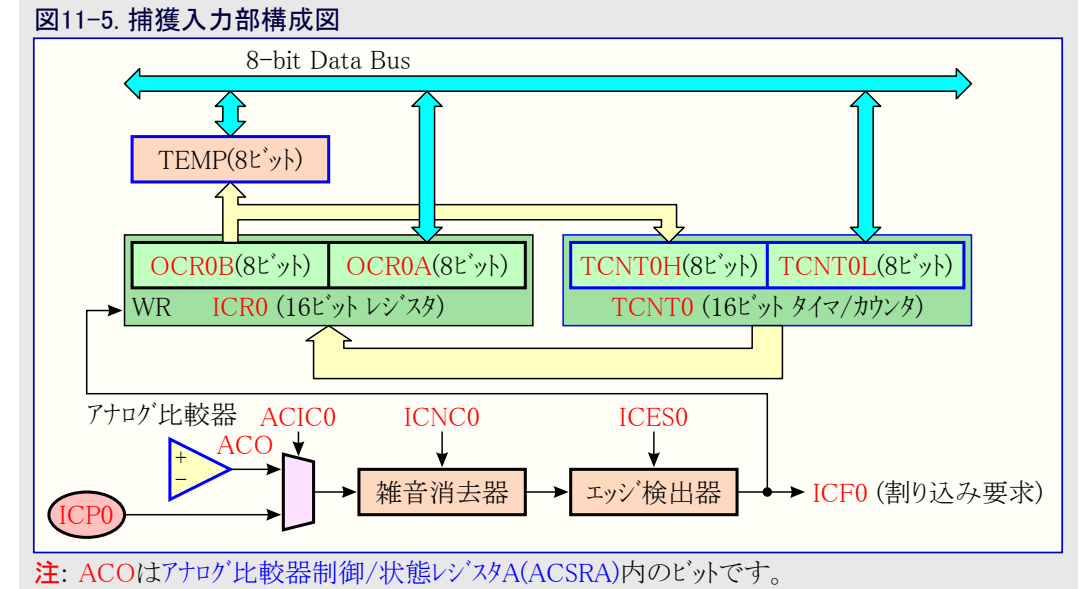 図11-5. 捕獲入力部構成図
8-bit Data Bus
TEMP(8ﾋﾞｯﾄ)
OCR0B(8ﾋﾞｯﾄ) OCR0A(8ﾋﾞｯﾄ)
TCNT0H(8ﾋﾞｯﾄ) TCNT0L(8ﾋﾞｯﾄ)
WR ICR0 (16ﾋﾞｯﾄ ﾚｼﾞｽﾀ)
TCNT0 (16ﾋﾞｯﾄ ﾀｲﾏ/ｶｳﾝﾀ)
ｱﾅﾛｸﾞ比較器
ACIC0
ICNC0
ICES0
ACO
+
−
雑音消去器
ｴｯｼﾞ検出器
ICF0 (割り込み要求)
ICP0
注: ACOはｱﾅﾛｸﾞ比較器制御/状態ﾚｼﾞｽﾀA(ACSRA)内のﾋﾞｯﾄです。